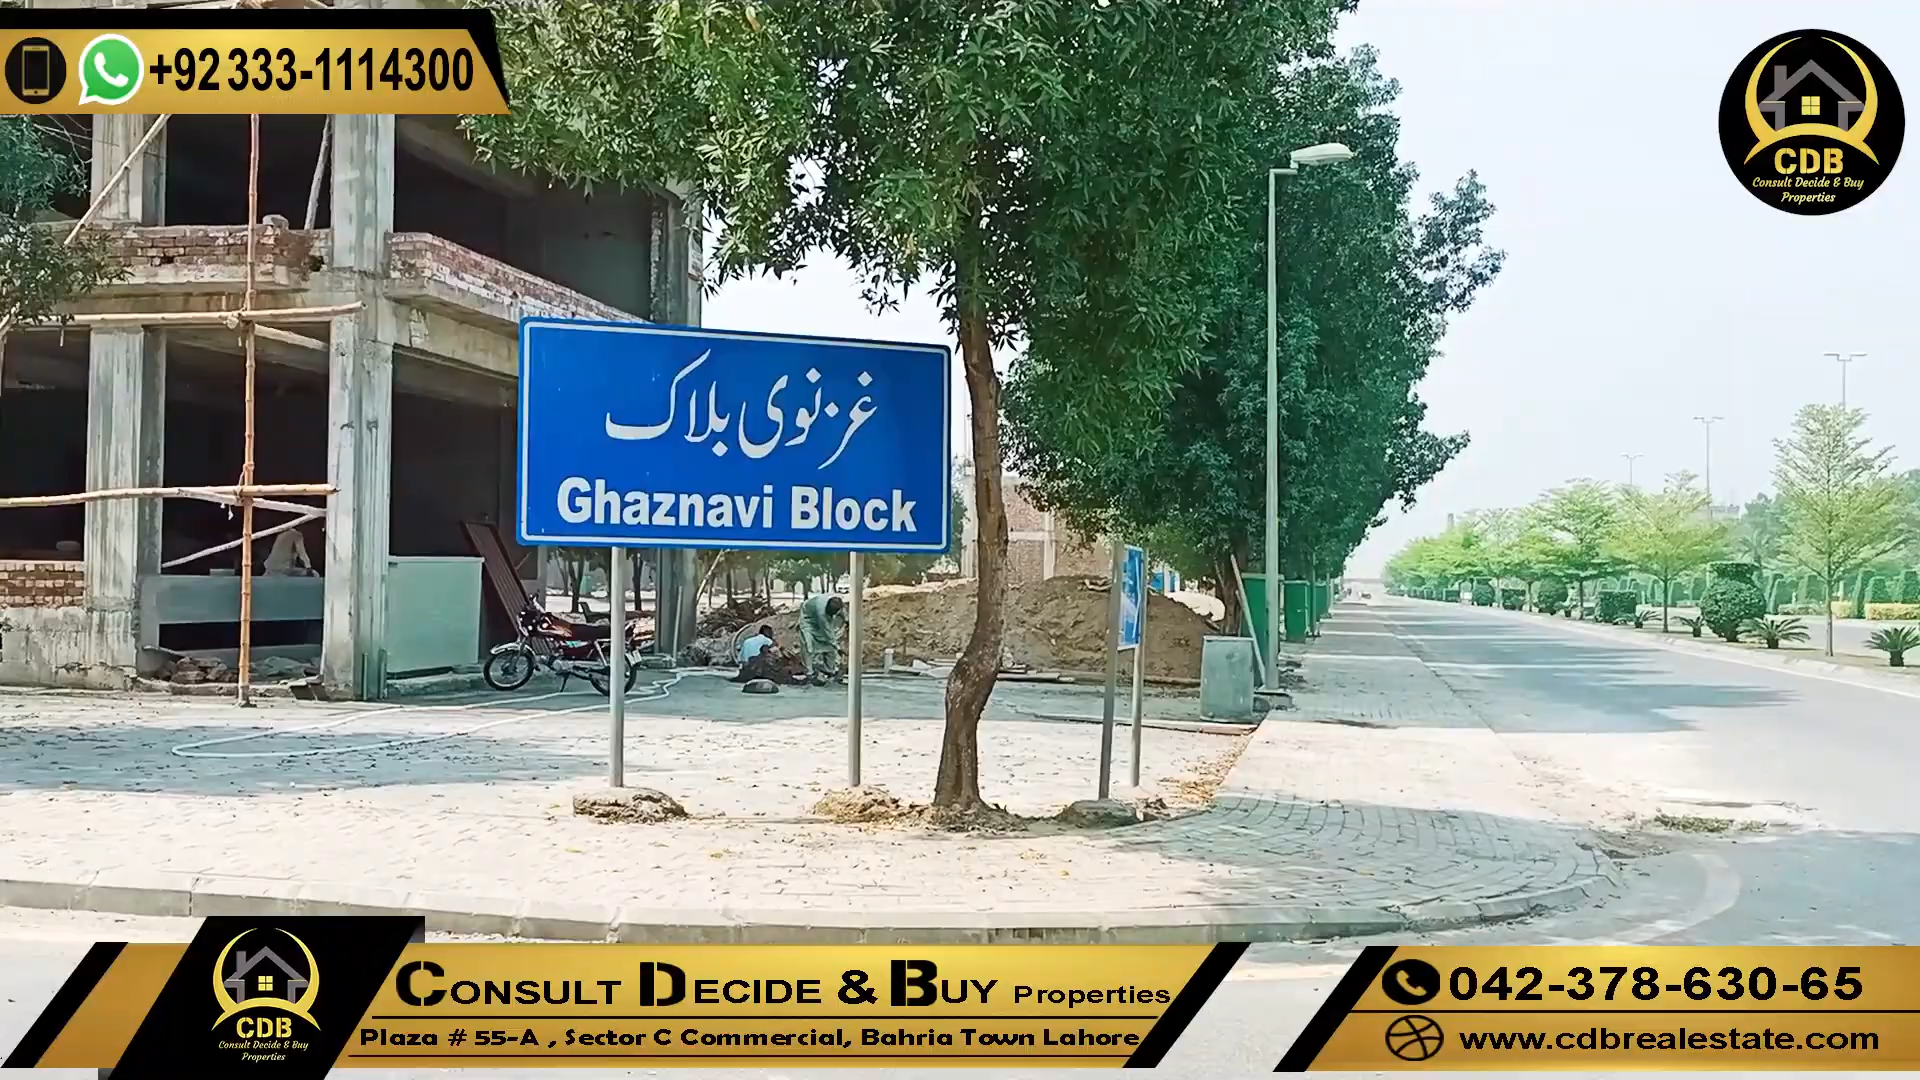 +92 333-1114300
CDB
Consult Decide & Buy
Properties
غزنوی بلاک
Ghaznavi Block
CDB
Consult Decide & Buy
Properties
CONSULT DECIDE & BUY Properties
Plaza # 55-A , Sector C Commercial, Bahria Town Lahore
042-378-630-65
www.cdbrealestate.com